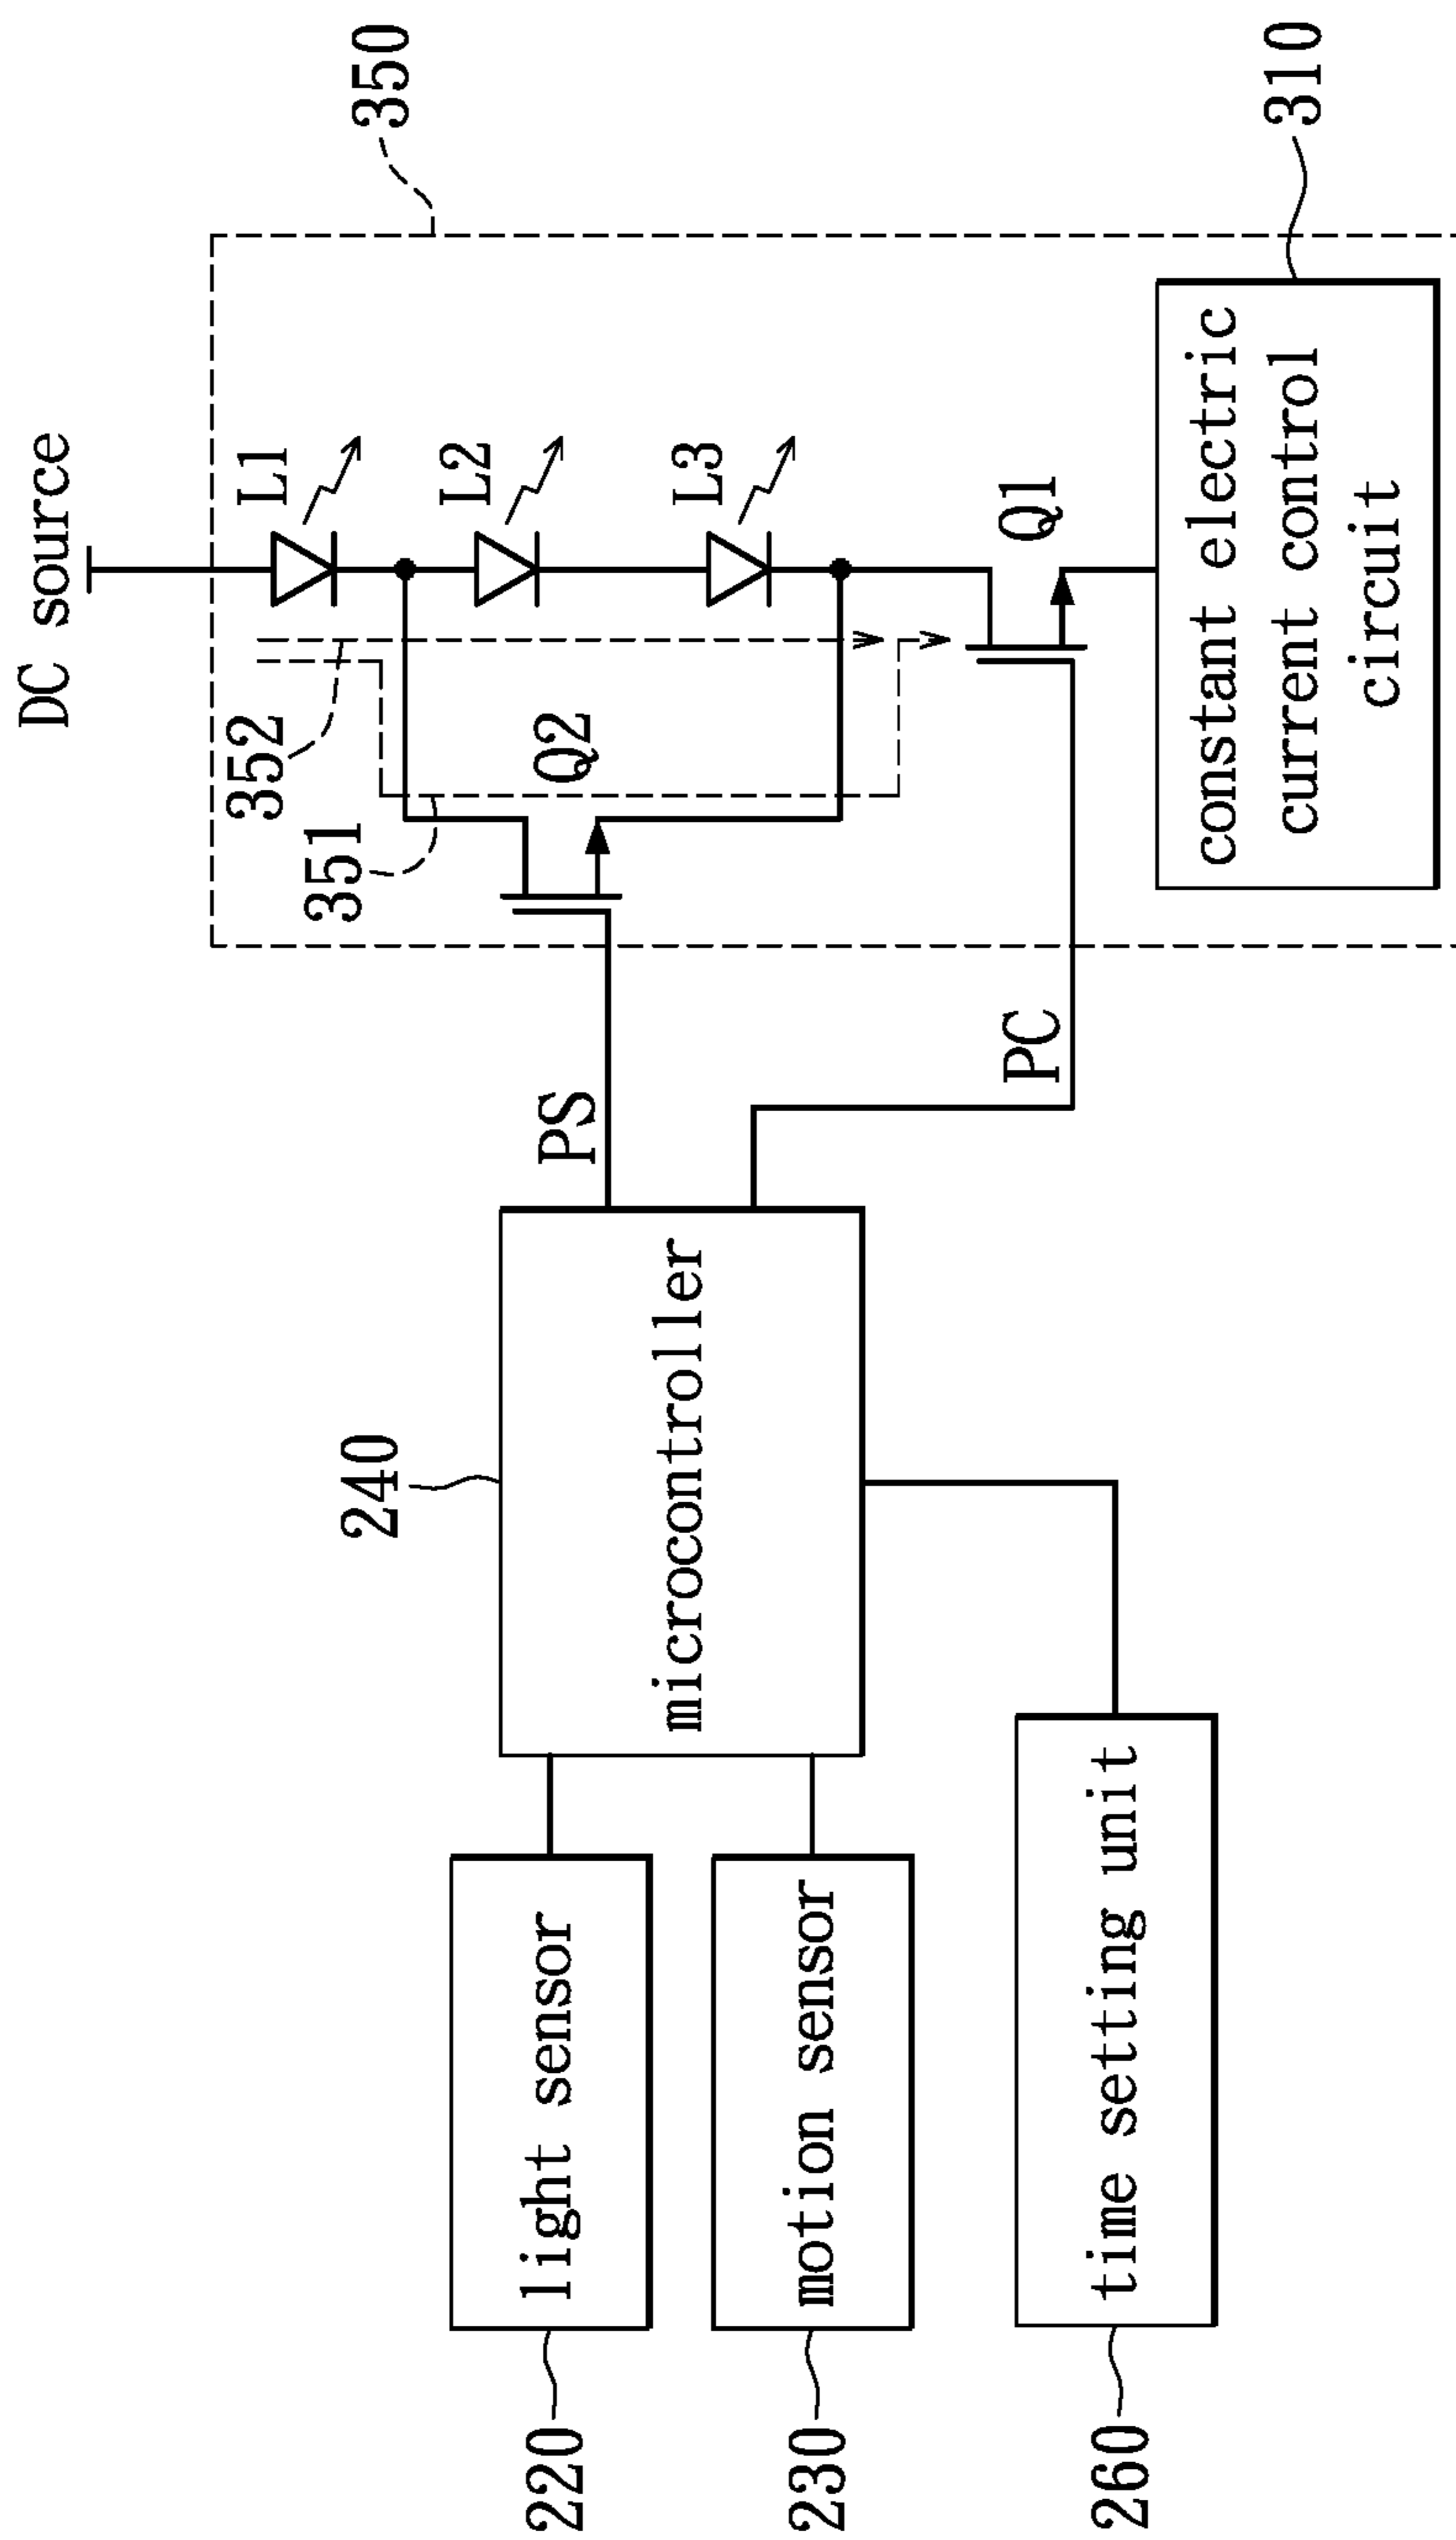 DC source
350
L1
352
351
L2
Q2
L3
Q1
310
PS
PC
240
microcontroller
constant electric
current control
circuit
220
light sensor
230
motion sensor
260
time setting unit